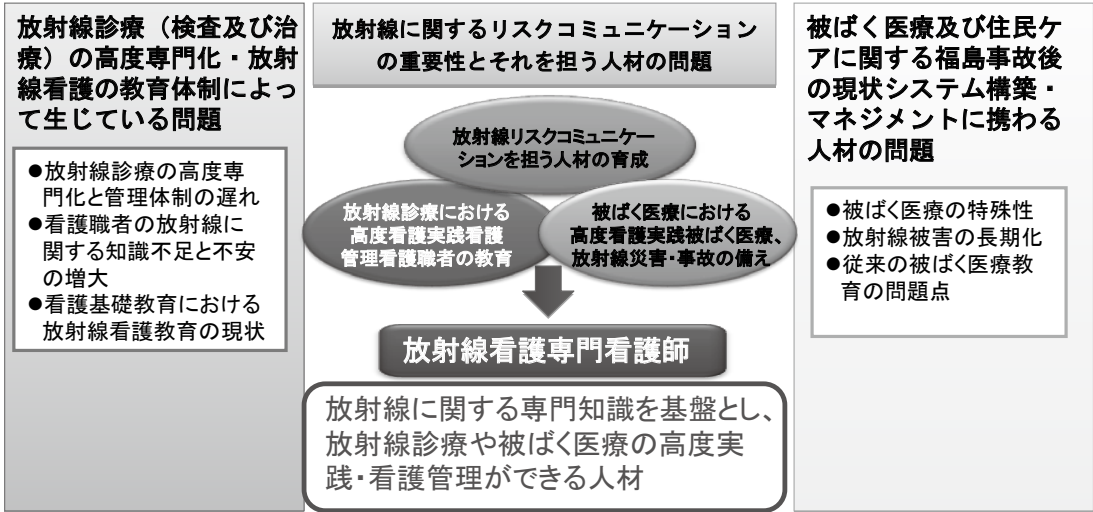 放射線診療（検査及び治
療）の高度専門化・放射
線看護の教育体制によっ
て生じている問題
●放射線診療の高度専
門化と管理体制の遅れ
●看護職者の放射線に
関する知識不足と不安
の増大
●看護基礎教育における
放射線看護教育の現状
放射線に関するリスクコミュニケーション
の重要性とそれを担う人材の問題
放射線リスクコミュニケー
ションを担う人材の育成
放射線診療における
高度看護実践看護
管理看護職者の教育
被ばく医療における
高度看護実践被ばく医療、
放射線災害・事故の備え
放射線看護専門看護師
放射線に関する専門知識を基盤とし、
放射線診療や被ばく医療の高度実
践・看護管理ができる人材
被ばく医療及び住民ケ
アに関する福島事故後
の現状システム構築・
マネジメントに携わる
人材の問題
●被ばく医療の特殊性
●放射線被害の長期化
●従来の被ばく医療教
育の問題点